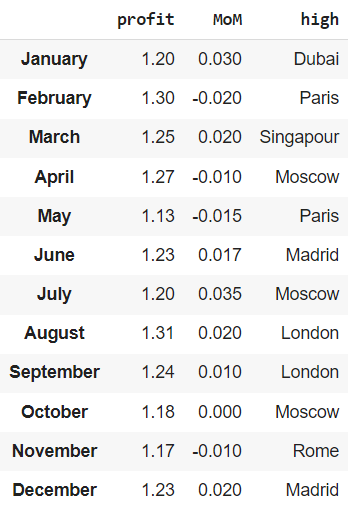 profit MoM high
January 1.20 0.030 Dubai
February 1.30 -0.020 Paris
March 1.25 0.020 Singapour
April 1.27 -0.010 Moscow
May 1.13 -0.015 Paris
June 1.23 0.017 Madrid
July 1.20 0.035 Moscow
August 1.31 0.020 London
September 1.24 0.010 London
October 1.18 0.000 Moscow
November 1.17 -0.010 Rome
December 1.23 0.020 Madrid